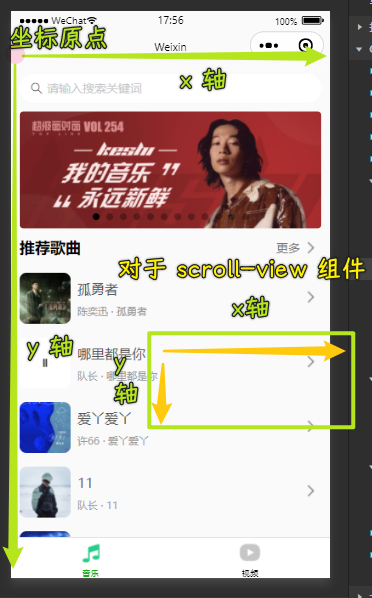 WeChat
17:56
100%
坐标原点
Weixin
x 轴
请输入搜索关键词
超级面对面 VOL 254
TOP LINE
keshi
我的音乐
永远新鲜
推荐歌曲
更多
对于 scroll-view 组件
孤勇者
陈奕迅 · 孤勇者
x轴
y 轴
哪里都是你
y
轴
队长 · 哪里都是你
爱丫爱丫
许66 · 爱丫爱丫
11
队长 · 11
音乐
视频